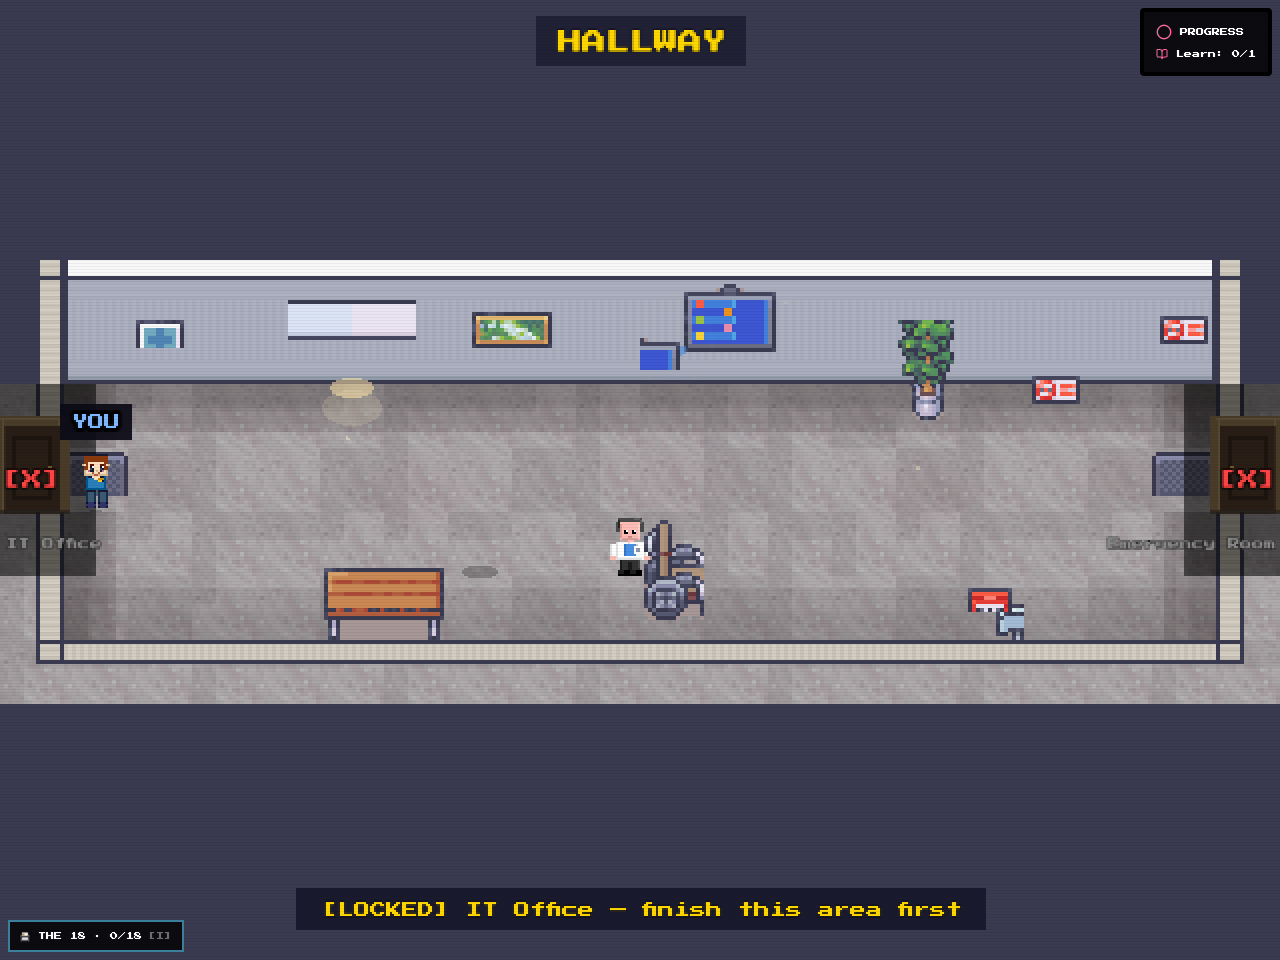 HALLWAY
PROGRESS
Learn: 0/1
YOU
[X]
[X]
IT Office
Emergency Room
[LOCKED] IT Office — finish this area first
THE 18 · 0/18 [I]